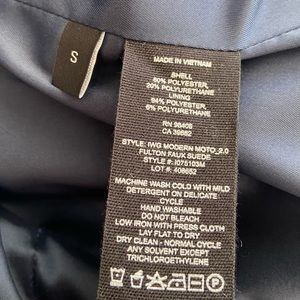 S
MADE IN VIETNAM
SHELL
80% POLYESTER,
20% POLYURETHANE
LINING
94% POLYESTER,
6% POLYURETHANE
RN 98409
CA 39862
STYLE: IWG MODERN MOTO_2.0
FULTON FAUX SUEDE
STYLE #: I075103M
LOT #: 408652
MACHINE WASH COLD WITH MILD
DETERGENT ON DELICATE
CYCLE
HAND WASHABLE
DO NOT BLEACH
LOW IRON WITH PRESS CLOTH
LAY FLAT TO DRY
DRY CLEAN - NORMAL CYCLE
ANY SOLVENT EXCEPT
TRICHLOROETHYLENE